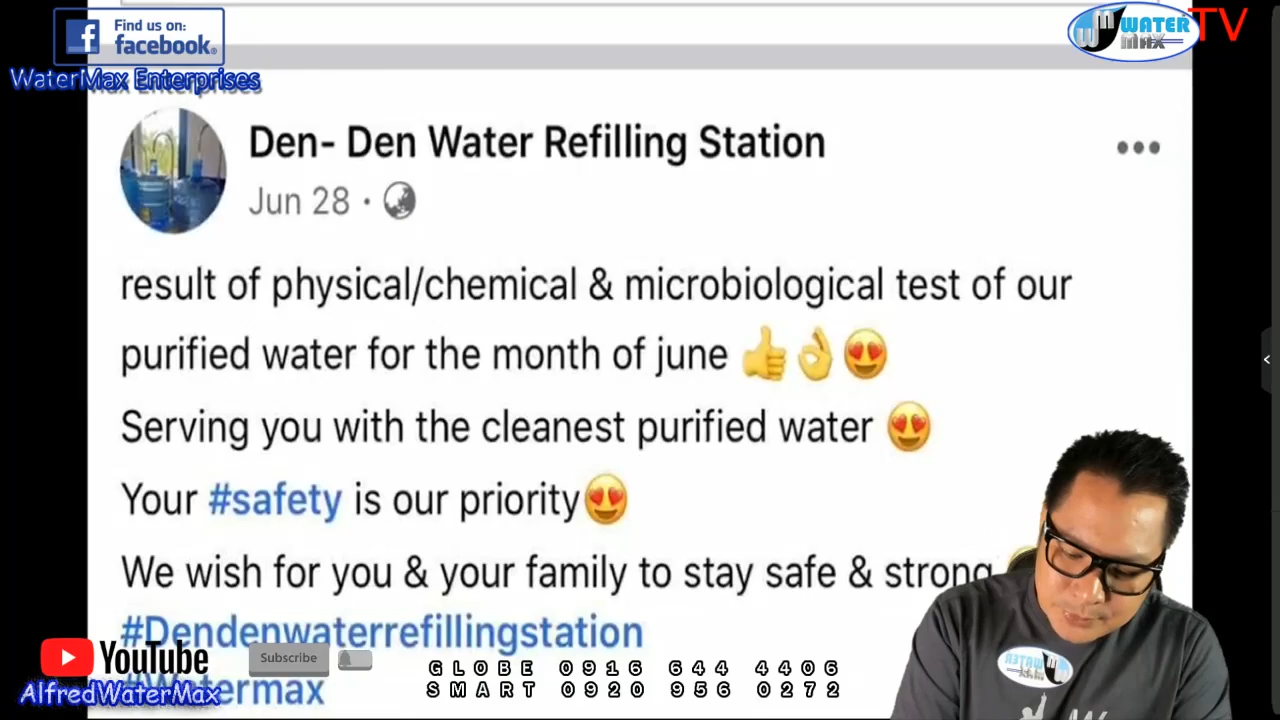 Find us on:
facebook
WaterMax Enterprises
WATER
MAX
TV
Den- Den Water Refilling Station
Jun 28 ·
result of physical/chemical & microbiological test of our
purified water for the month of june
Serving you with the cleanest purified water
Your #safety is our priority
We wish for you & your family to stay safe & strong
#Dendenwaterrefillingstation
#Watermax
YouTube
AlfredWaterMax
Subscribe
GLOBE 0916 644 4406
SMART 0920 956 0272